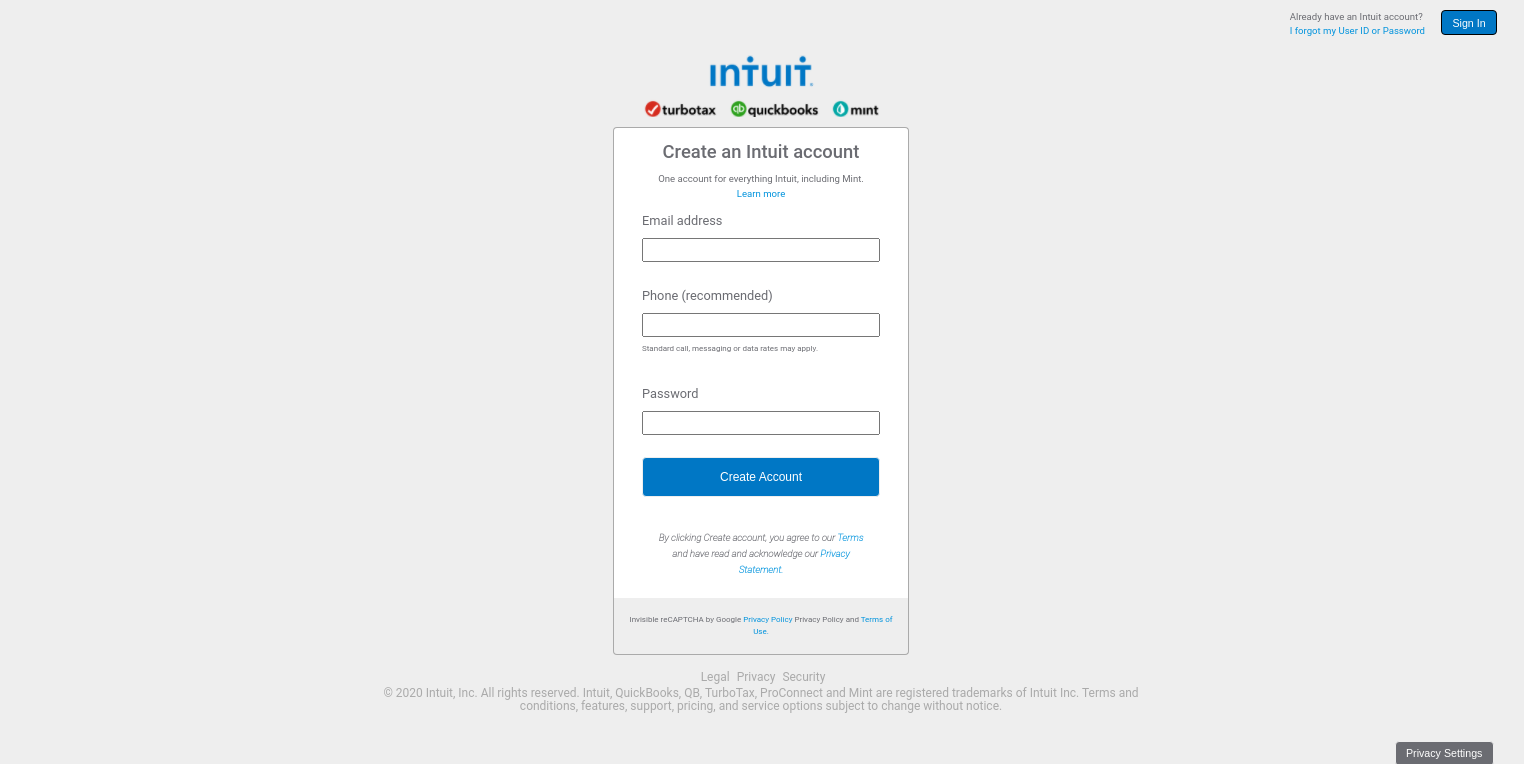 Already have an Intuit account?
I forgot my User ID or Password
Sign In
intuit
turbotax quickbooks mint
Create an Intuit account
One account for everything Intuit, including Mint.
Learn more
Email address
Phone (recommended)
Standard call, messaging or data rates may apply.
Password
Create Account
By clicking Create account, you agree to our Terms
and have read and acknowledge our Privacy
Statement.
Invisible reCAPTCHA by Google Privacy Policy Privacy Policy and Terms of
Use.
Legal Privacy Security
© 2020 Intuit, Inc. All rights reserved. Intuit, QuickBooks, QB, TurboTax, ProConnect and Mint are registered trademarks of Intuit Inc. Terms and
conditions, features, support, pricing, and service options subject to change without notice.
Privacy Settings